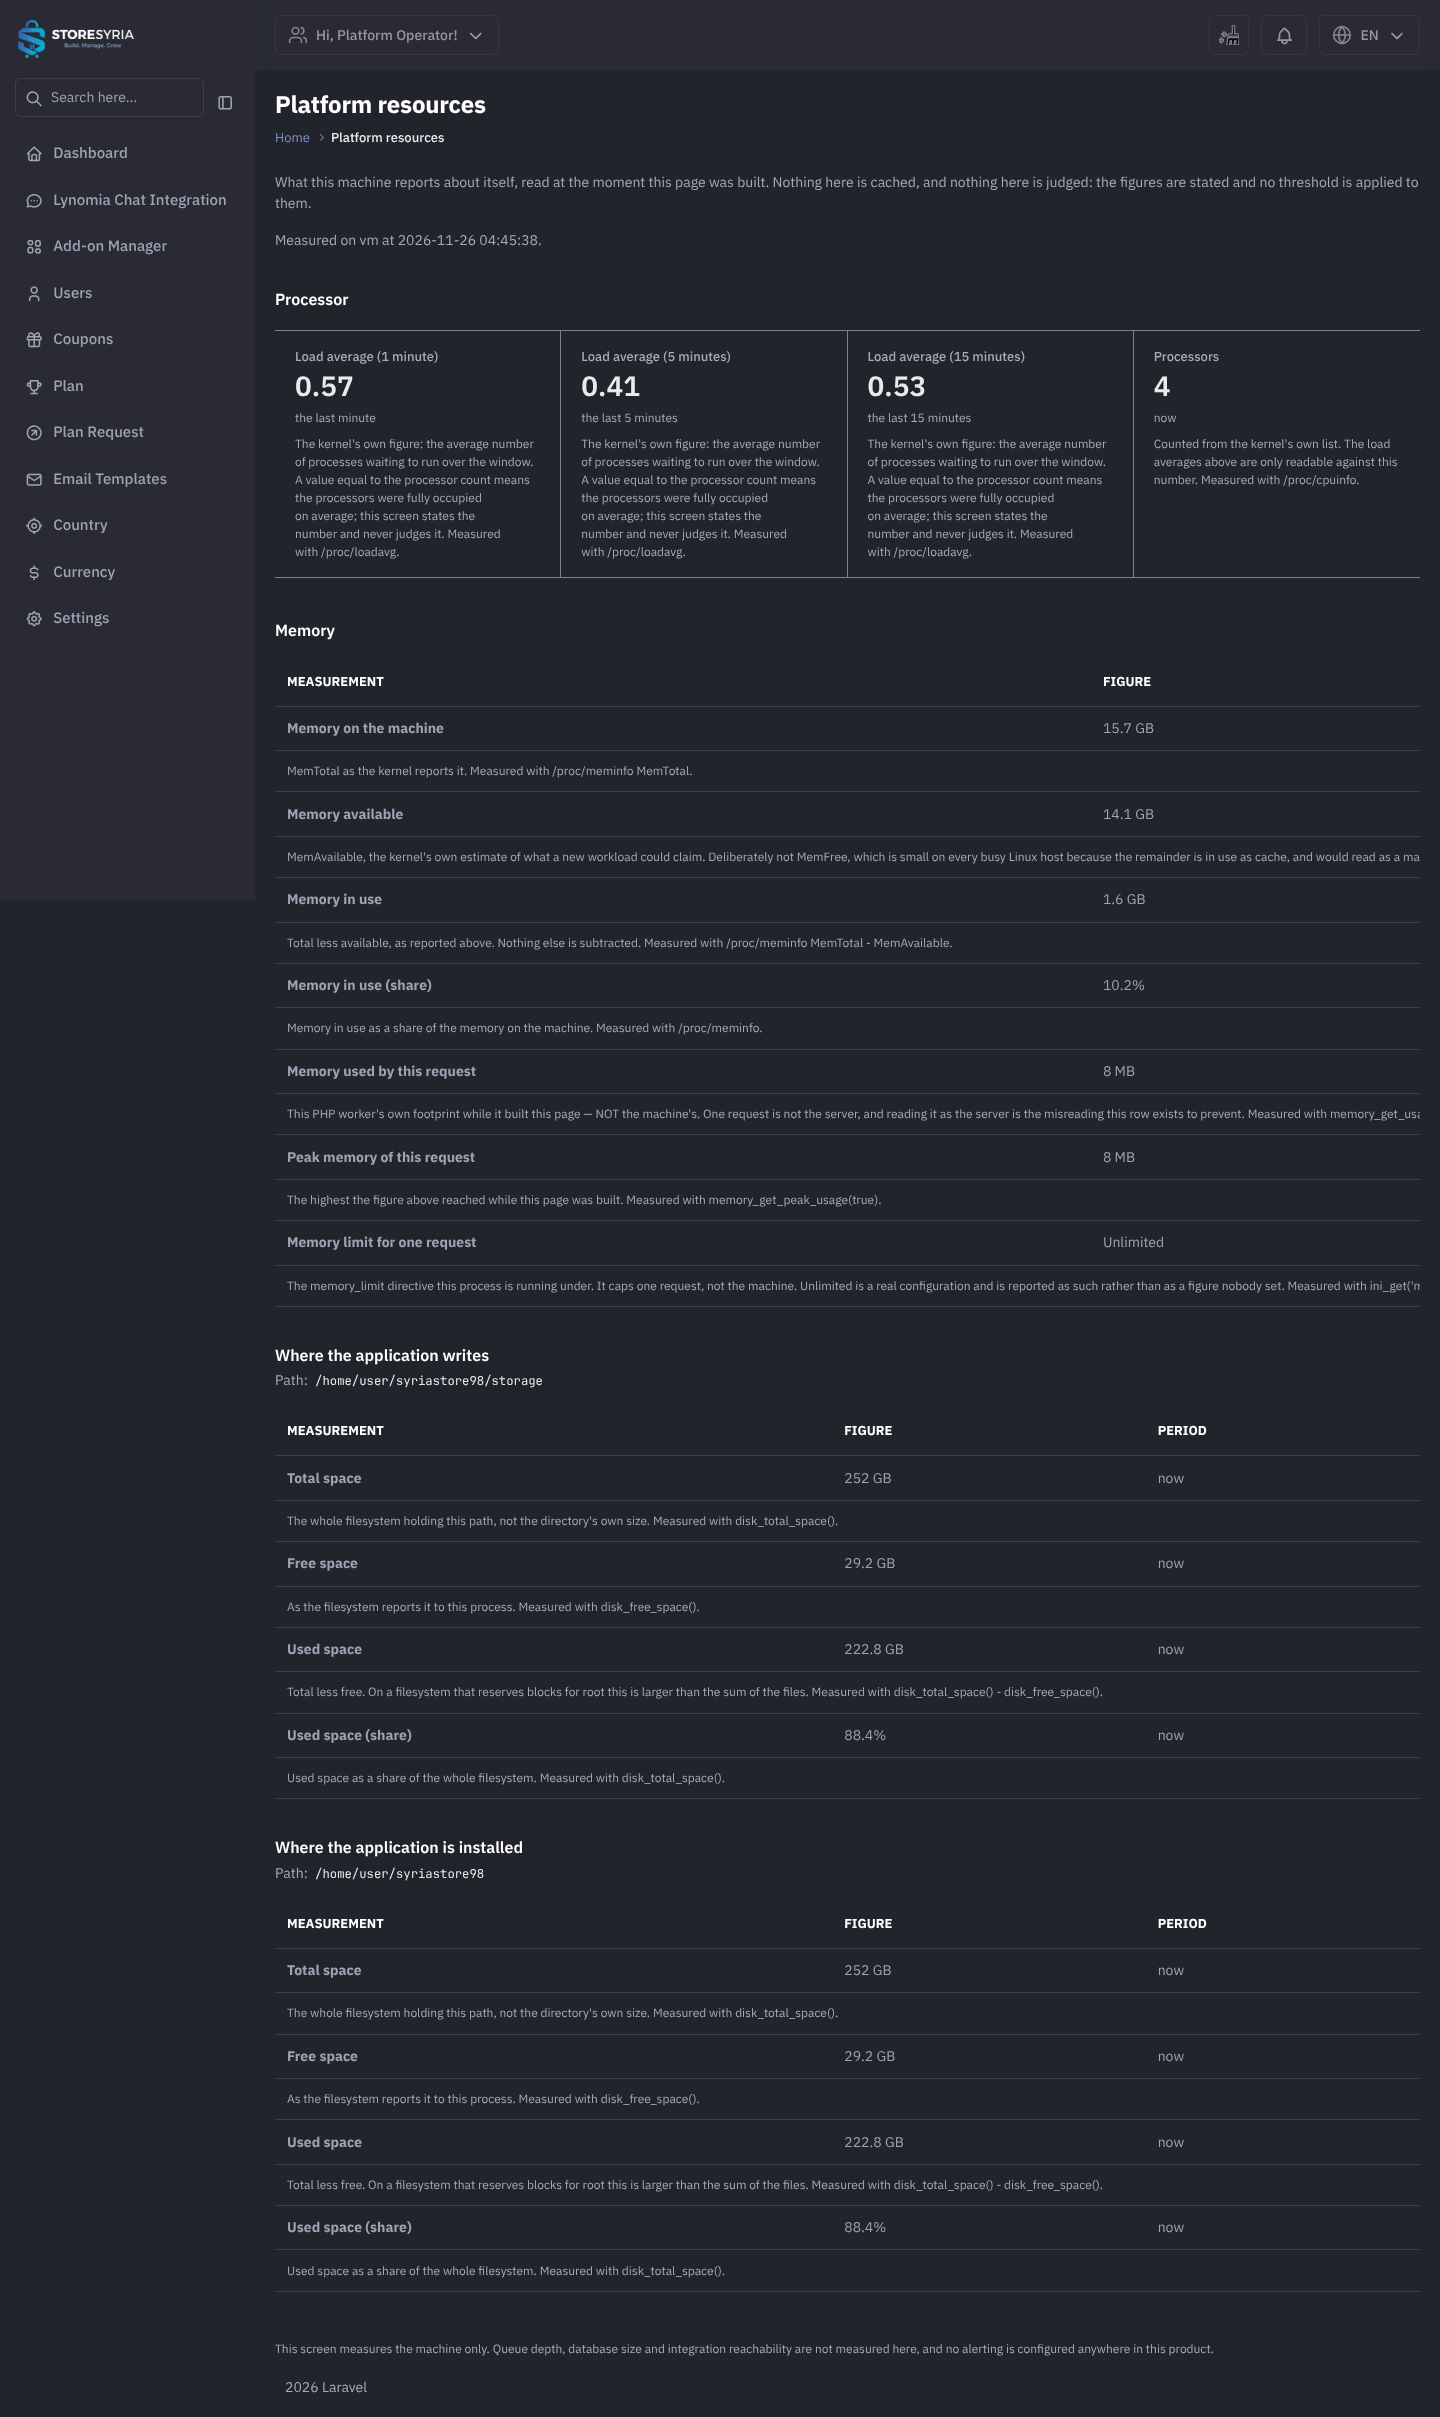 STORESYRIA
Build. Manage. Grow
Hi, Platform Operator!
EN
Search here...
Dashboard
Lynomia Chat Integration
Add-on Manager
Users
Coupons
Plan
Plan Request
Email Templates
Country
Currency
Settings
Platform resources
Home > Platform resources
What this machine reports about itself, read at the moment this page was built. Nothing here is cached, and nothing here is judged: the figures are stated and no threshold is applied to
them.
Measured on vm at 2026-11-26 04:45:38.
Processor
Load average (1 minute)
0.57
the last minute
The kernel's own figure: the average number
of processes waiting to run over the window.
A value equal to the processor count means
the processors were fully occupied
on average; this screen states the
number and never judges it. Measured
with /proc/loadavg.
Load average (5 minutes)
0.41
the last 5 minutes
The kernel's own figure: the average number
of processes waiting to run over the window.
A value equal to the processor count means
the processors were fully occupied
on average; this screen states the
number and never judges it. Measured
with /proc/loadavg.
Load average (15 minutes)
0.53
the last 15 minutes
The kernel's own figure: the average number
of processes waiting to run over the window.
A value equal to the processor count means
the processors were fully occupied
on average; this screen states the
number and never judges it. Measured
with /proc/loadavg.
Processors
4
now
Counted from the kernel's own list. The load
averages above are only readable against this
number. Measured with /proc/cpuinfo.
Memory
MEASUREMENT FIGURE
Memory on the machine 15.7 GB
MemTotal as the kernel reports it. Measured with /proc/meminfo MemTotal.
Memory available 14.1 GB
MemAvailable, the kernel's own estimate of what a new workload could claim. Deliberately not MemFree, which is small on every busy Linux host because the remainder is in use as cache, and would read as a ma
Memory in use 1.6 GB
Total less available, as reported above. Nothing else is subtracted. Measured with /proc/meminfo MemTotal - MemAvailable.
Memory in use (share) 10.2%
Memory in use as a share of the memory on the machine. Measured with /proc/meminfo.
Memory used by this request 8 MB
This PHP worker's own footprint while it built this page — NOT the machine's. One request is not the server, and reading it as the server is the misreading this row exists to prevent. Measured with memory_get_usa
Peak memory of this request 8 MB
The highest the figure above reached while this page was built. Measured with memory_get_peak_usage(true).
Memory limit for one request Unlimited
The memory_limit directive this process is running under. It caps one request, not the machine. Unlimited is a real configuration and is reported as such rather than as a figure nobody set. Measured with ini_get('m
Where the application writes
Path: /home/user/syriastore98/storage
MEASUREMENT FIGURE PERIOD
Total space 252 GB now
The whole filesystem holding this path, not the directory's own size. Measured with disk_total_space().
Free space 29.2 GB now
As the filesystem reports it to this process. Measured with disk_free_space().
Used space 222.8 GB now
Total less free. On a filesystem that reserves blocks for root this is larger than the sum of the files. Measured with disk_total_space() - disk_free_space().
Used space (share) 88.4% now
Used space as a share of the whole filesystem. Measured with disk_total_space().
Where the application is installed
Path: /home/user/syriastore98
MEASUREMENT FIGURE PERIOD
Total space 252 GB now
The whole filesystem holding this path, not the directory's own size. Measured with disk_total_space().
Free space 29.2 GB now
As the filesystem reports it to this process. Measured with disk_free_space().
Used space 222.8 GB now
Total less free. On a filesystem that reserves blocks for root this is larger than the sum of the files. Measured with disk_total_space() - disk_free_space().
Used space (share) 88.4% now
Used space as a share of the whole filesystem. Measured with disk_total_space().
This screen measures the machine only. Queue depth, database size and integration reachability are not measured here, and no alerting is configured anywhere in this product.
2026 Laravel